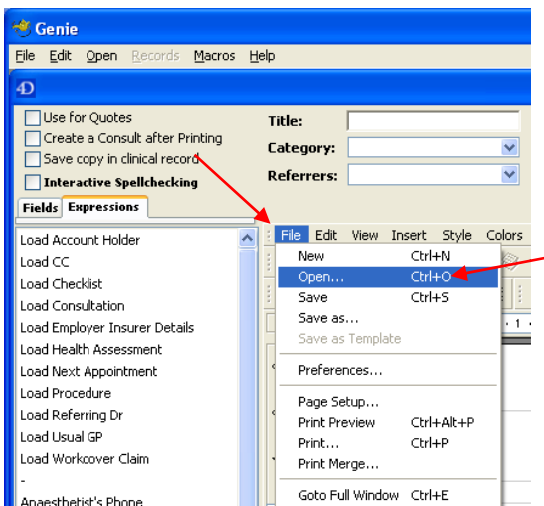 Genie
File Edit Open Records Macros Help
4D
Use for Quotes
Create a Consult after Printing
Save copy in clinical record
Interactive Spellchecking
Title:
Category:
Referrers:
Fields Expressions
Load Account Holder
Load CC
Load Checklist
Load Consultation
Load Employer Insurer Details
Load Health Assessment
Load Next Appointment
Load Procedure
Load Referring Dr
Load Usual GP
Load Workcover Claim
-
Anaesthetist's Phone
File Edit View Insert Style Colors
New Ctrl+N
Open... Ctrl+O
Save Ctrl+S
Save as...
Save as Template
Preferences...
Page Setup...
Print Preview Ctrl+Alt+P
Print... Ctrl+P
Print Merge...
Goto Full Window Ctrl+E
1